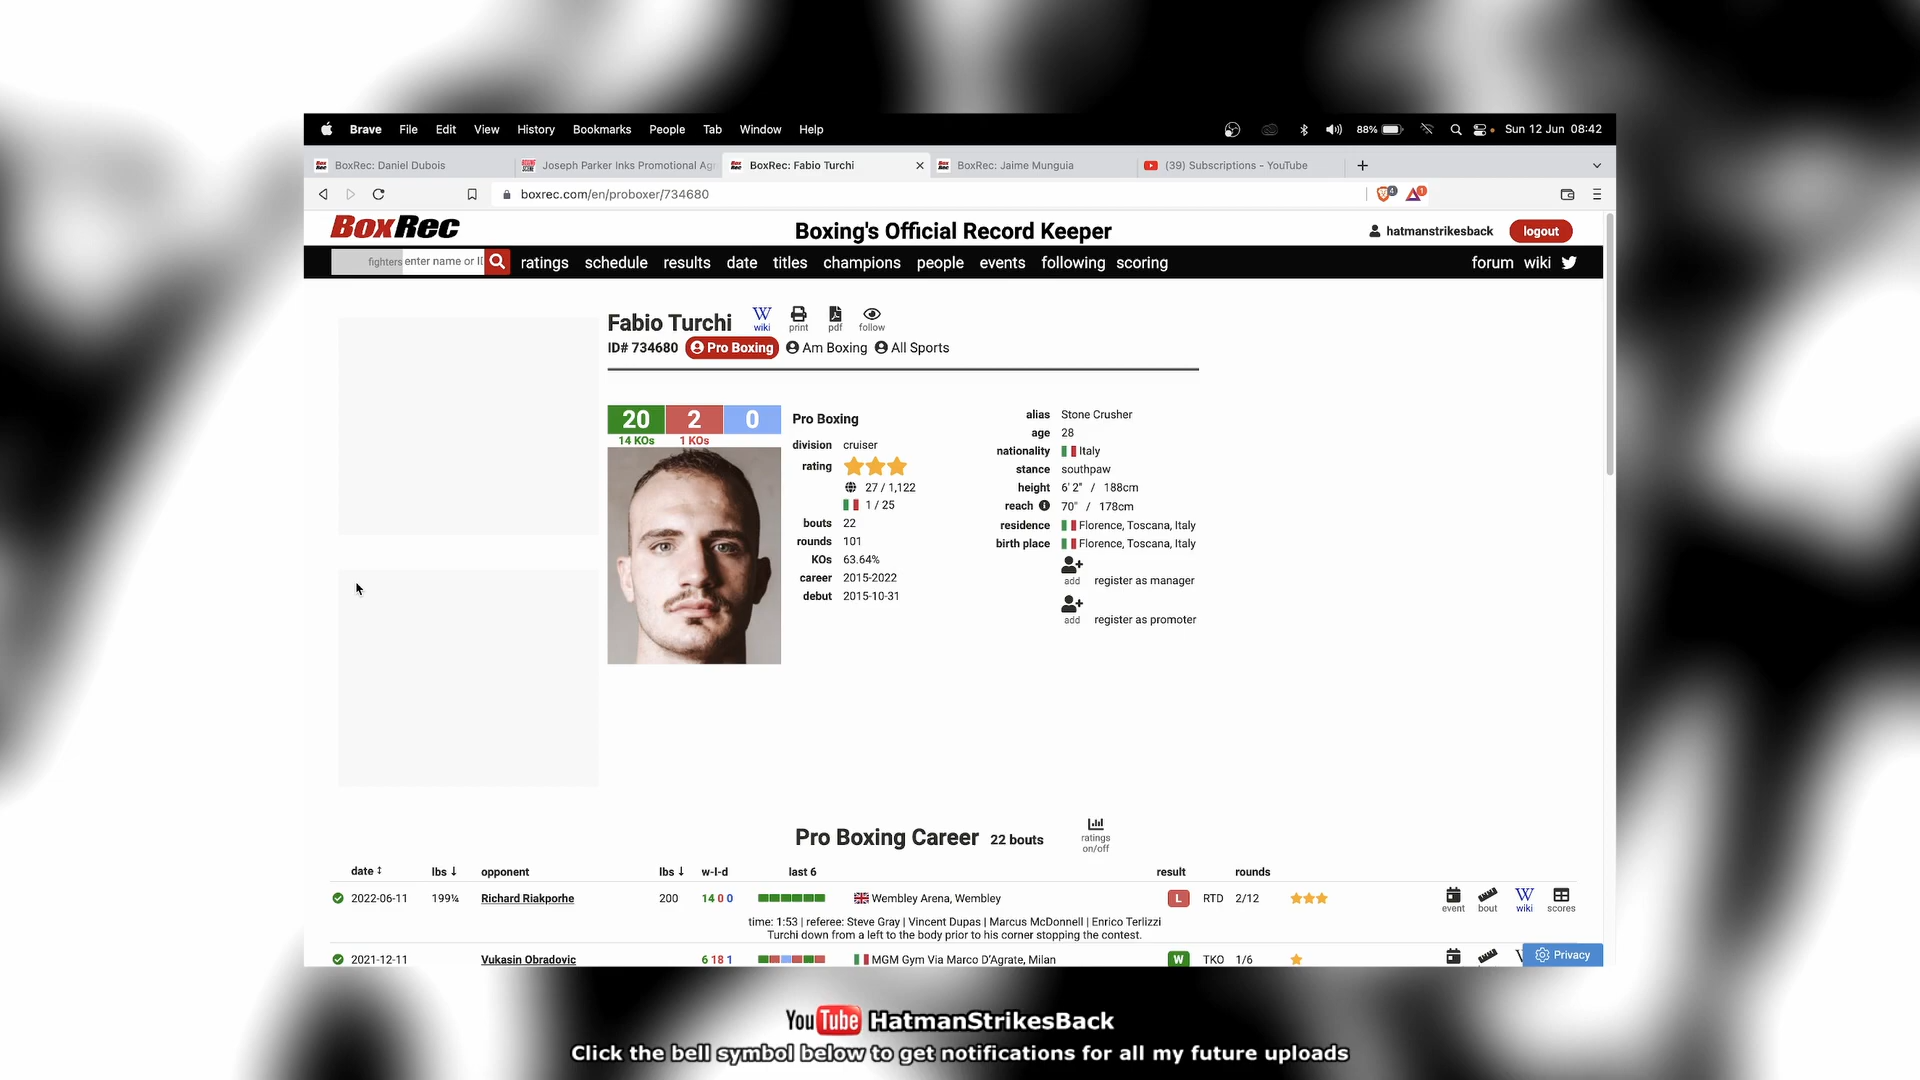 Brave File Edit View History Bookmarks People Tab Window Help 88% Sun 12 Jun 08:42
BoxRec: Daniel Dubois Joseph Parker Inks Promotional Agr BoxRec: Fabio Turchi BoxRec: Jaime Munguia (39) Subscriptions - YouTube
boxrec.com/en/proboxer/734680 4 1
BoxRec Boxing's Official Record Keeper hatmanstrikesback logout
fighters enter name or ID ratings schedule results date titles champions people events following scoring forum wiki
Fabio Turchi wiki print pdf follow
ID# 734680 Pro Boxing Am Boxing All Sports
20 2 0
14 KOs 1 KOs
Pro Boxing
division cruiser
rating
27 / 1,122
1 / 25
bouts 22
rounds 101
KOs 63.64%
career 2015-2022
debut 2015-10-31
alias Stone Crusher
age 28
nationality Italy
stance southpaw
height 6' 2" / 188cm
reach 70" / 178cm
residence Florence, Toscana, Italy
birth place Florence, Toscana, Italy
add register as manager
add register as promoter
Pro Boxing Career 22 bouts ratings on/off
date lbs opponent lbs w-l-d last 6 result rounds
2022-06-11 199¼ Richard Riakporhe 200 14 0 0 Wembley Arena, Wembley L RTD 2/12 event bout wiki scores
time: 1:53 | referee: Steve Gray | Vincent Dupas | Marcus McDonnell | Enrico Terlizzi
Turchi down from a left to the body prior to his corner stopping the contest.
2021-12-11 Vukasin Obradovic 6 18 1 MGM Gym Via Marco D'Agrate, Milan W TKO 1/6 Privacy
YouTube HatmanStrikesBack
Click the bell symbol below to get notifications for all my future uploads